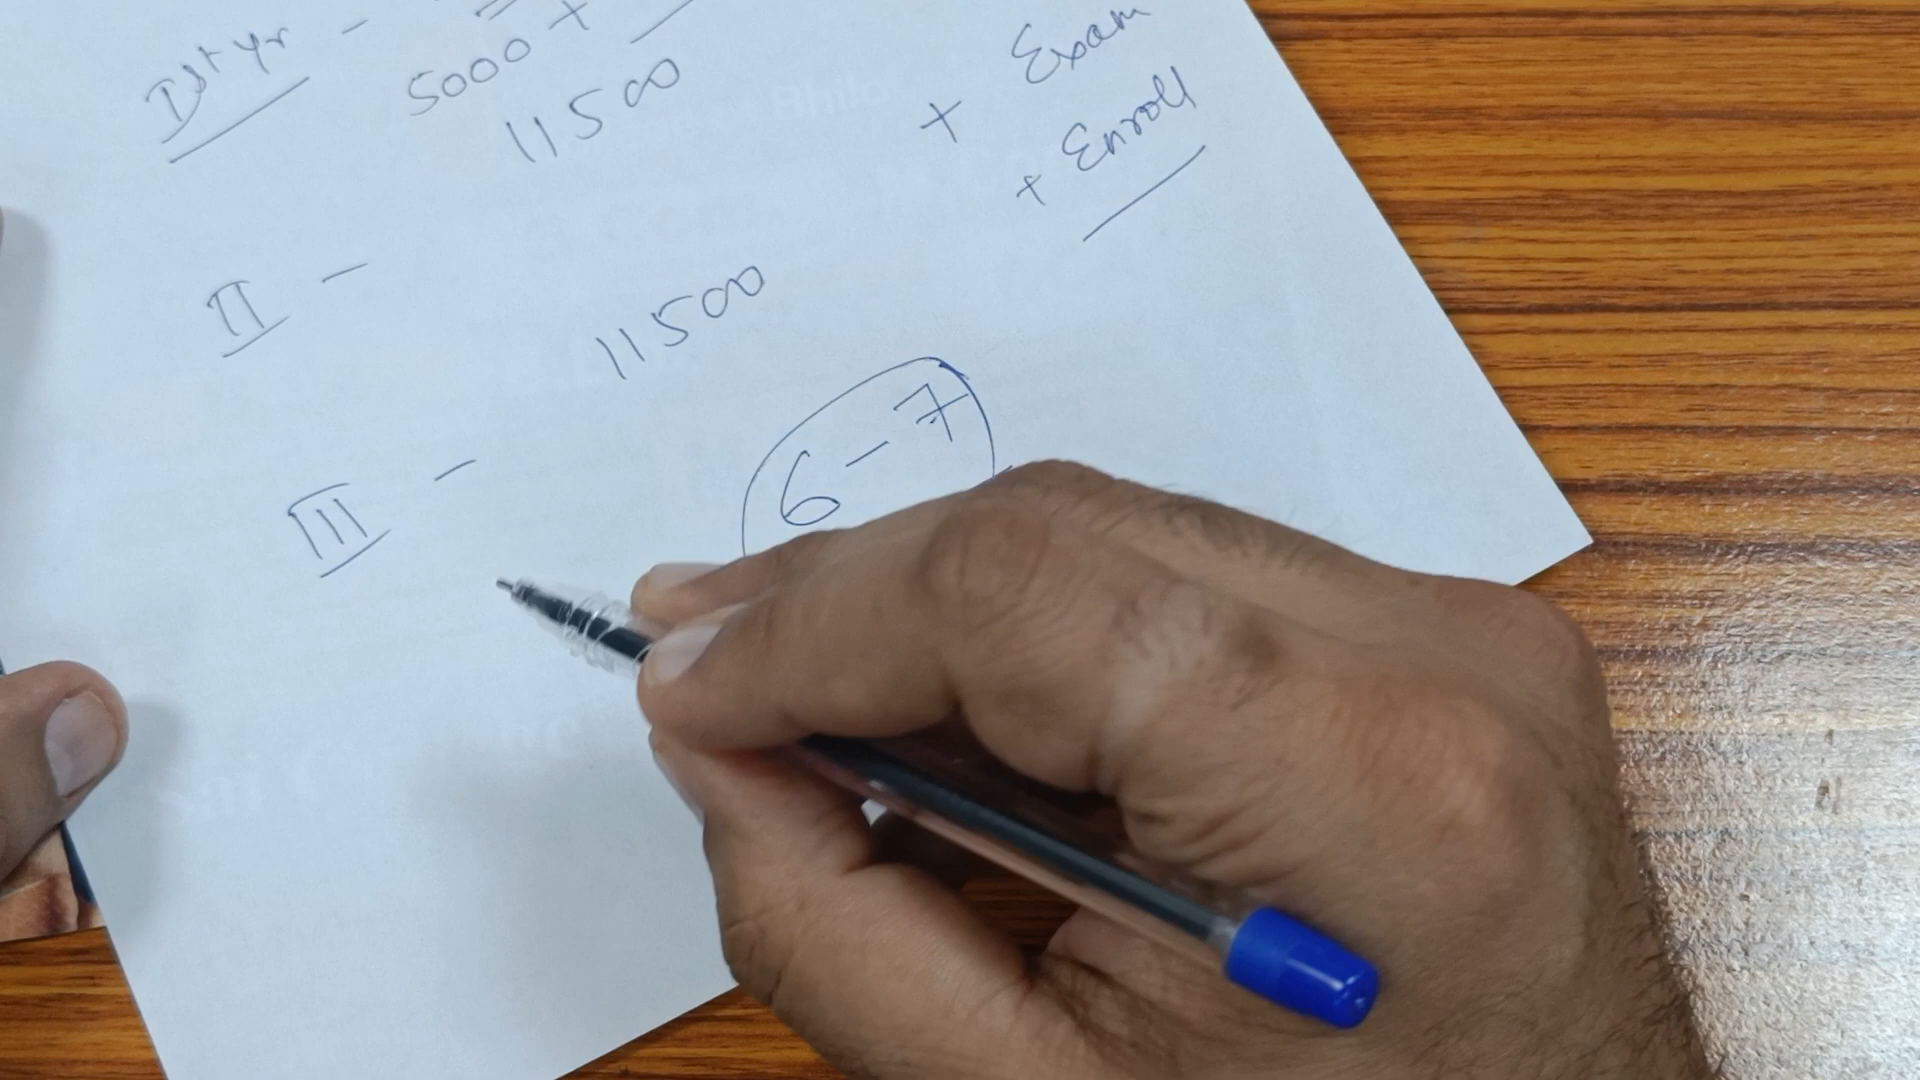 Ist yr - 5000 +
11500
+ Exam
+ Enroll
II - 11500
6-7
III -